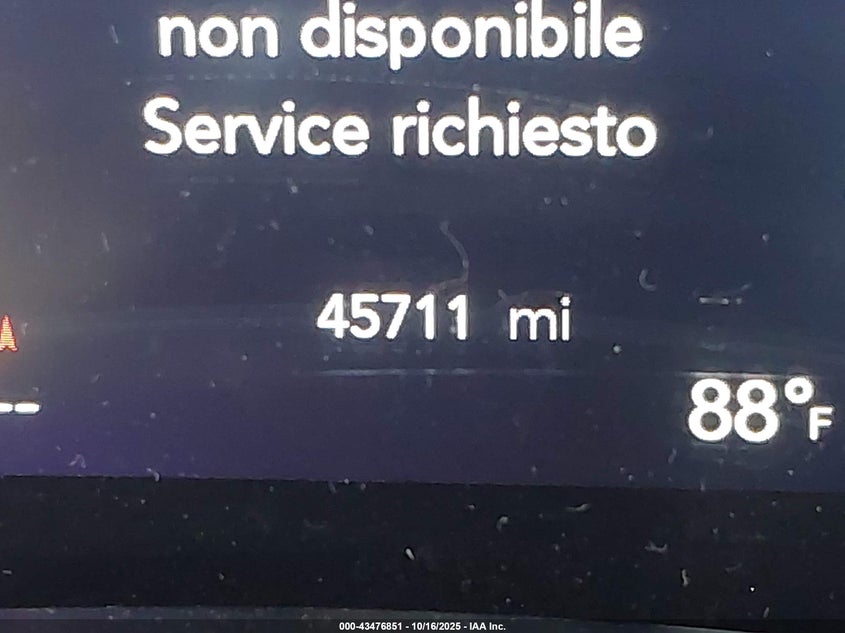 non disponibile
Service richiesto
45711 mi
88°F
000-43476851 - 10/16/2025 - IAA Inc.